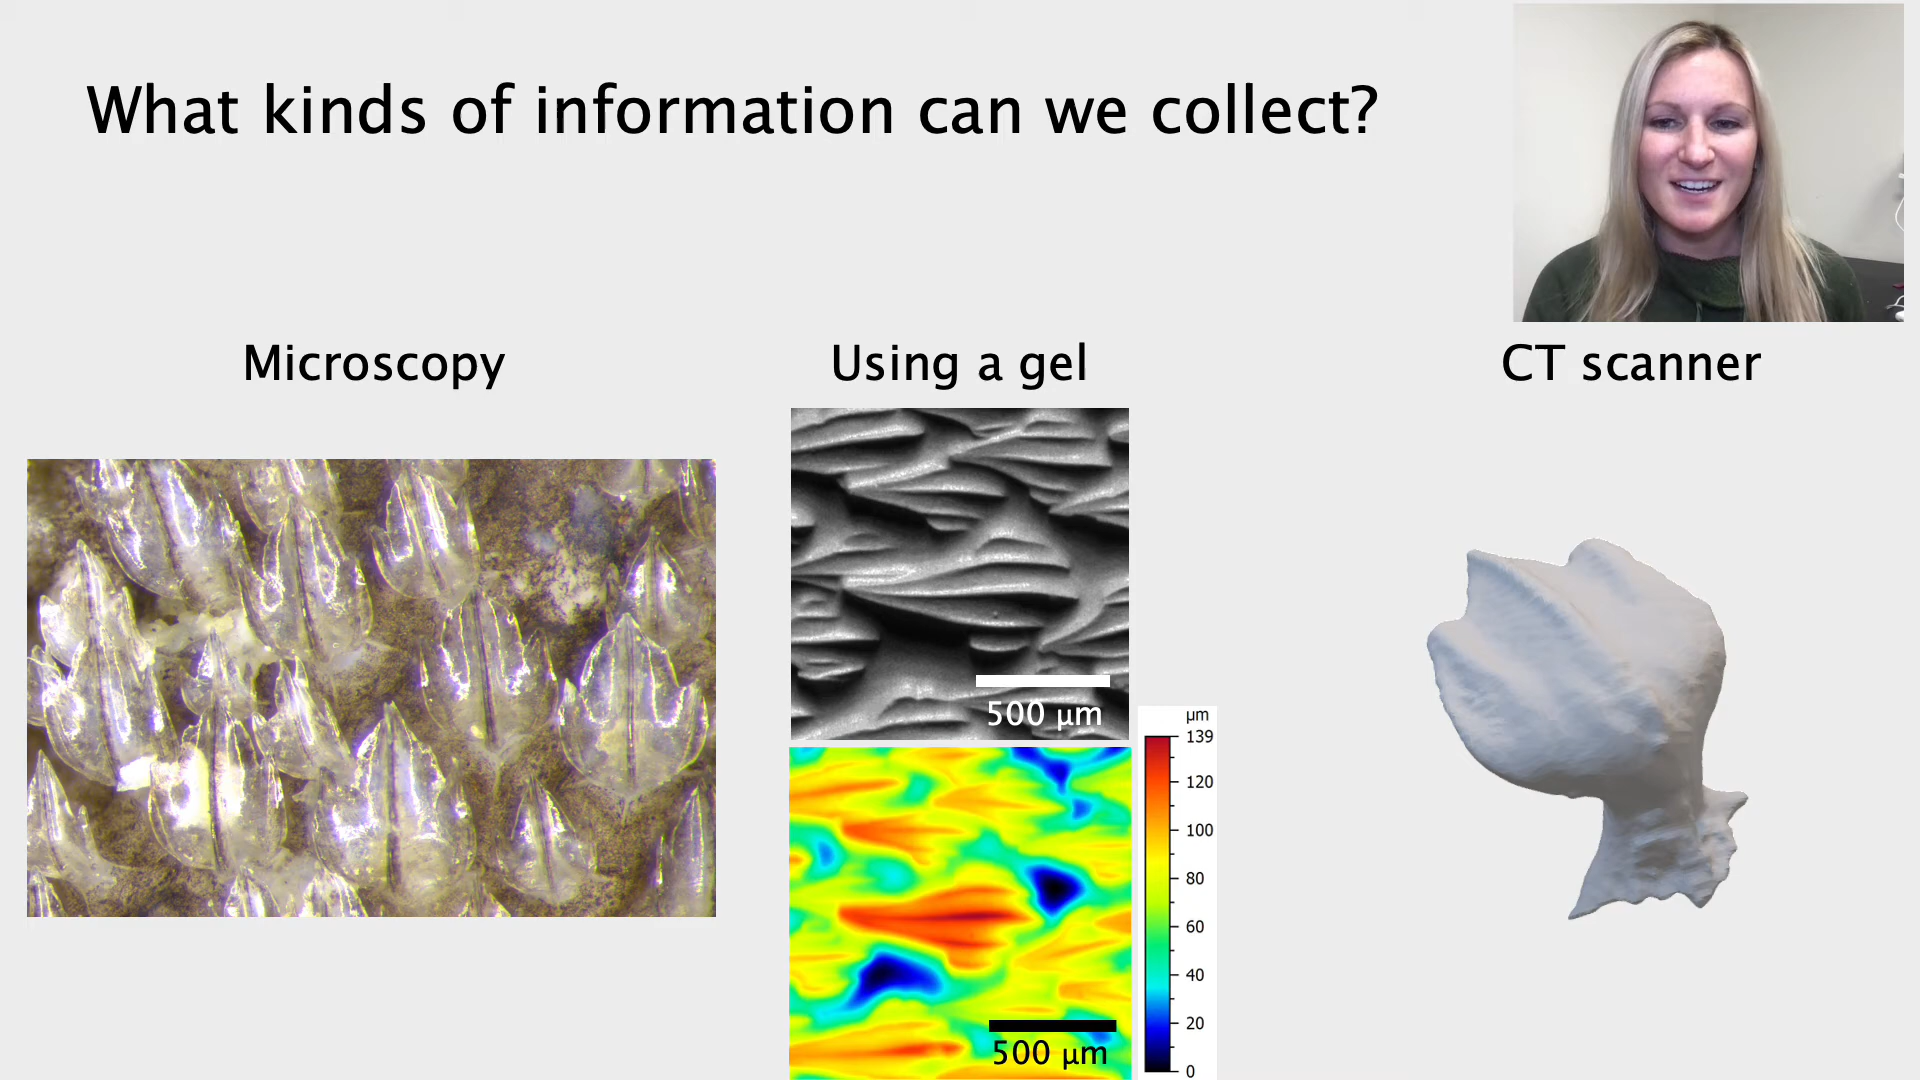 What kinds of information can we collect?
Microscopy
Using a gel
CT scanner
500 µm
µm
139
120
100
80
60
40
20
0
500 µm